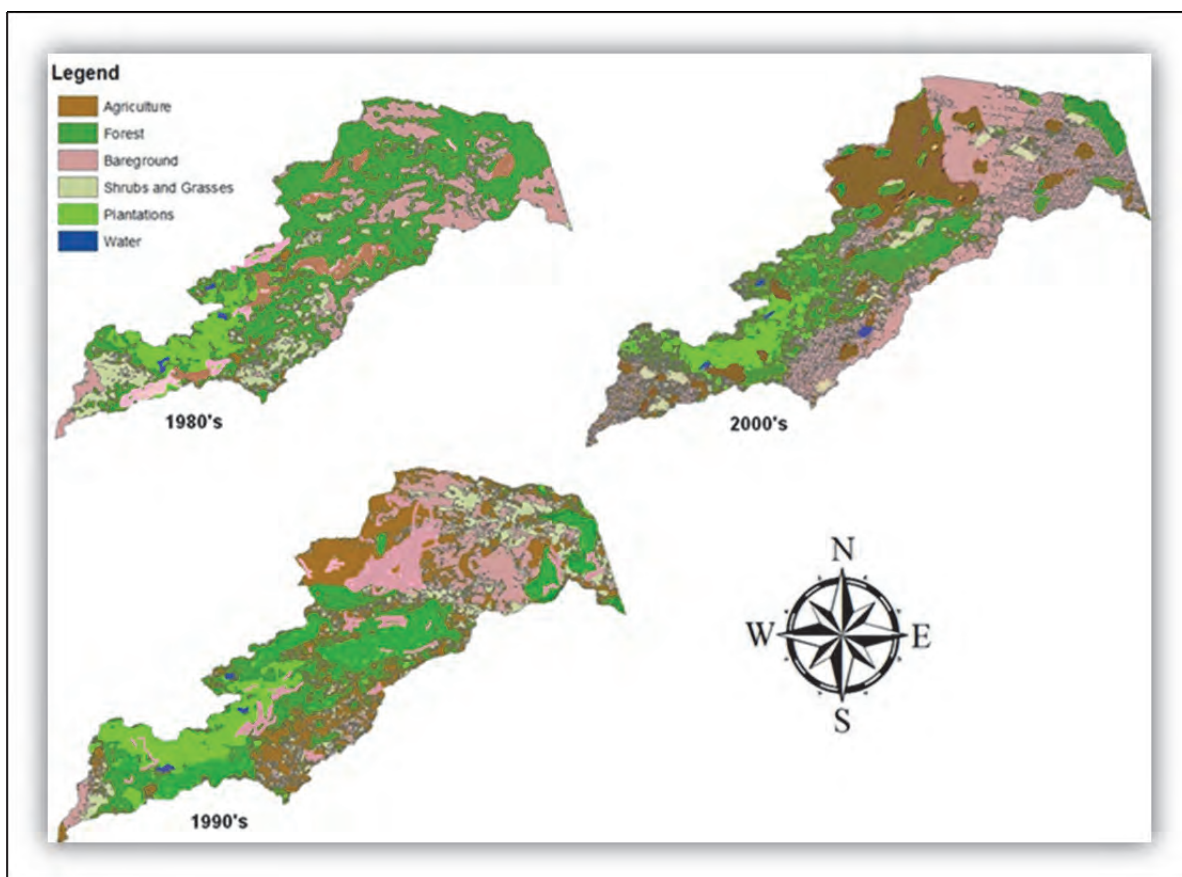 Legend
Agriculture
Forest
Bareground
Shrubs and Grasses
Plantations
Water
1980's
2000's
1990's
N
W
E
S